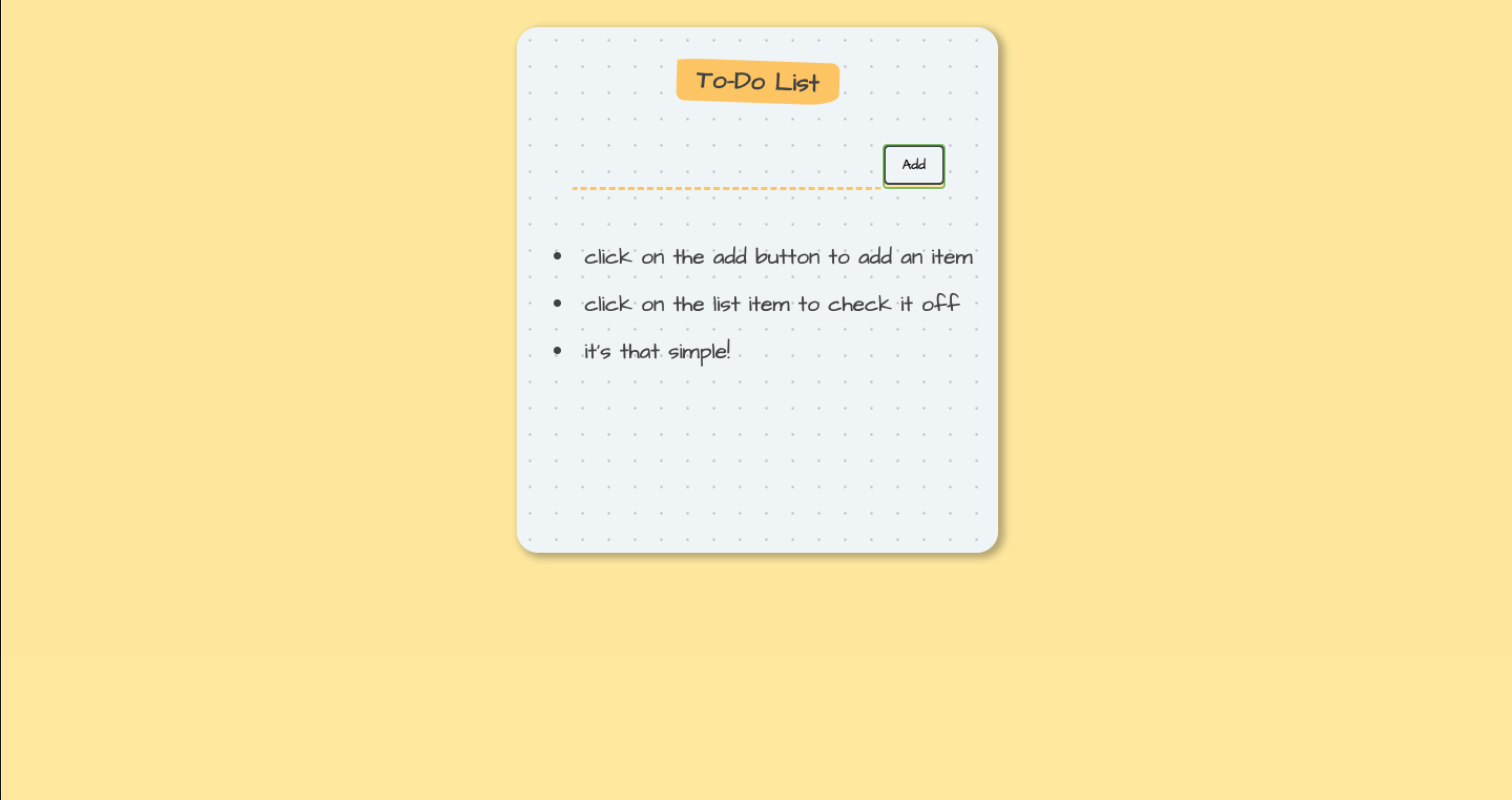 To-Do List
Add
click on the add button to add an item
click on the list item to check it off
it's that simple!